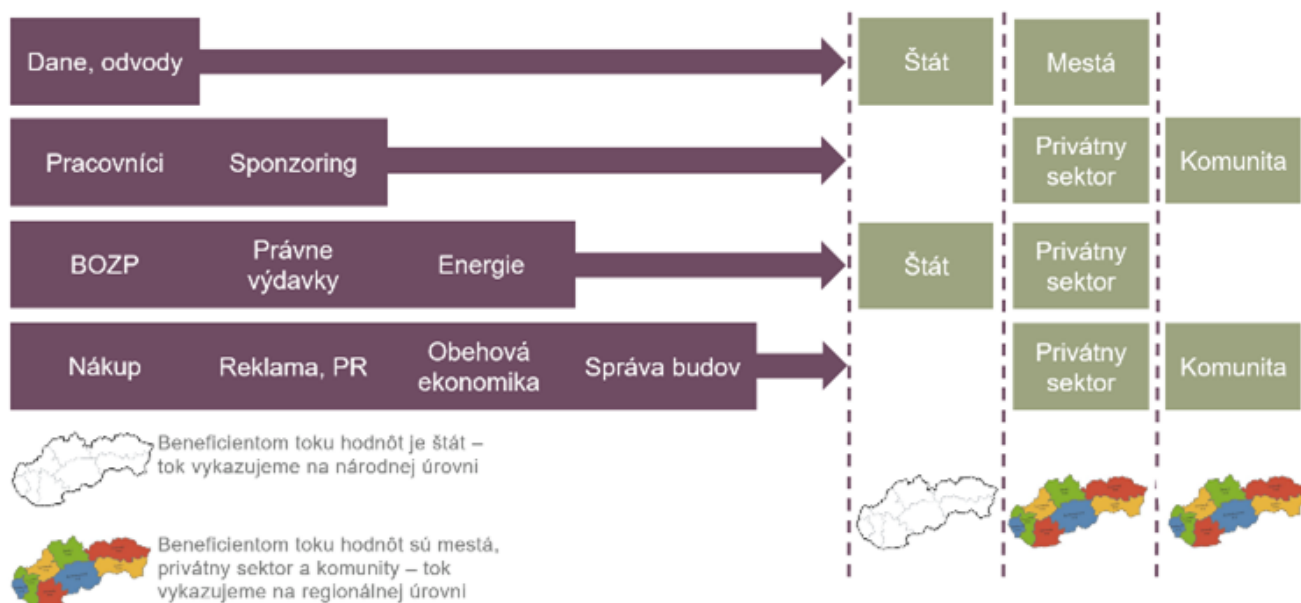 Dane, odvody
Štát
Mestá
Pracovníci
Sponzoring
Privátny
sektor
Komunita
BOZP
Právne
výdavky
Energie
Štát
Privátny
sektor
Nákup
Reklama, PR
Obehová
ekonomika
Správa budov
Privátny
sektor
Komunita
Beneficientom toku hodnôt je štát –
tok vykazujeme na národnej úrovni
Beneficientom toku hodnôt sú mestá,
privátny sektor a komunity – tok
vykazujeme na regionálnej úrovni